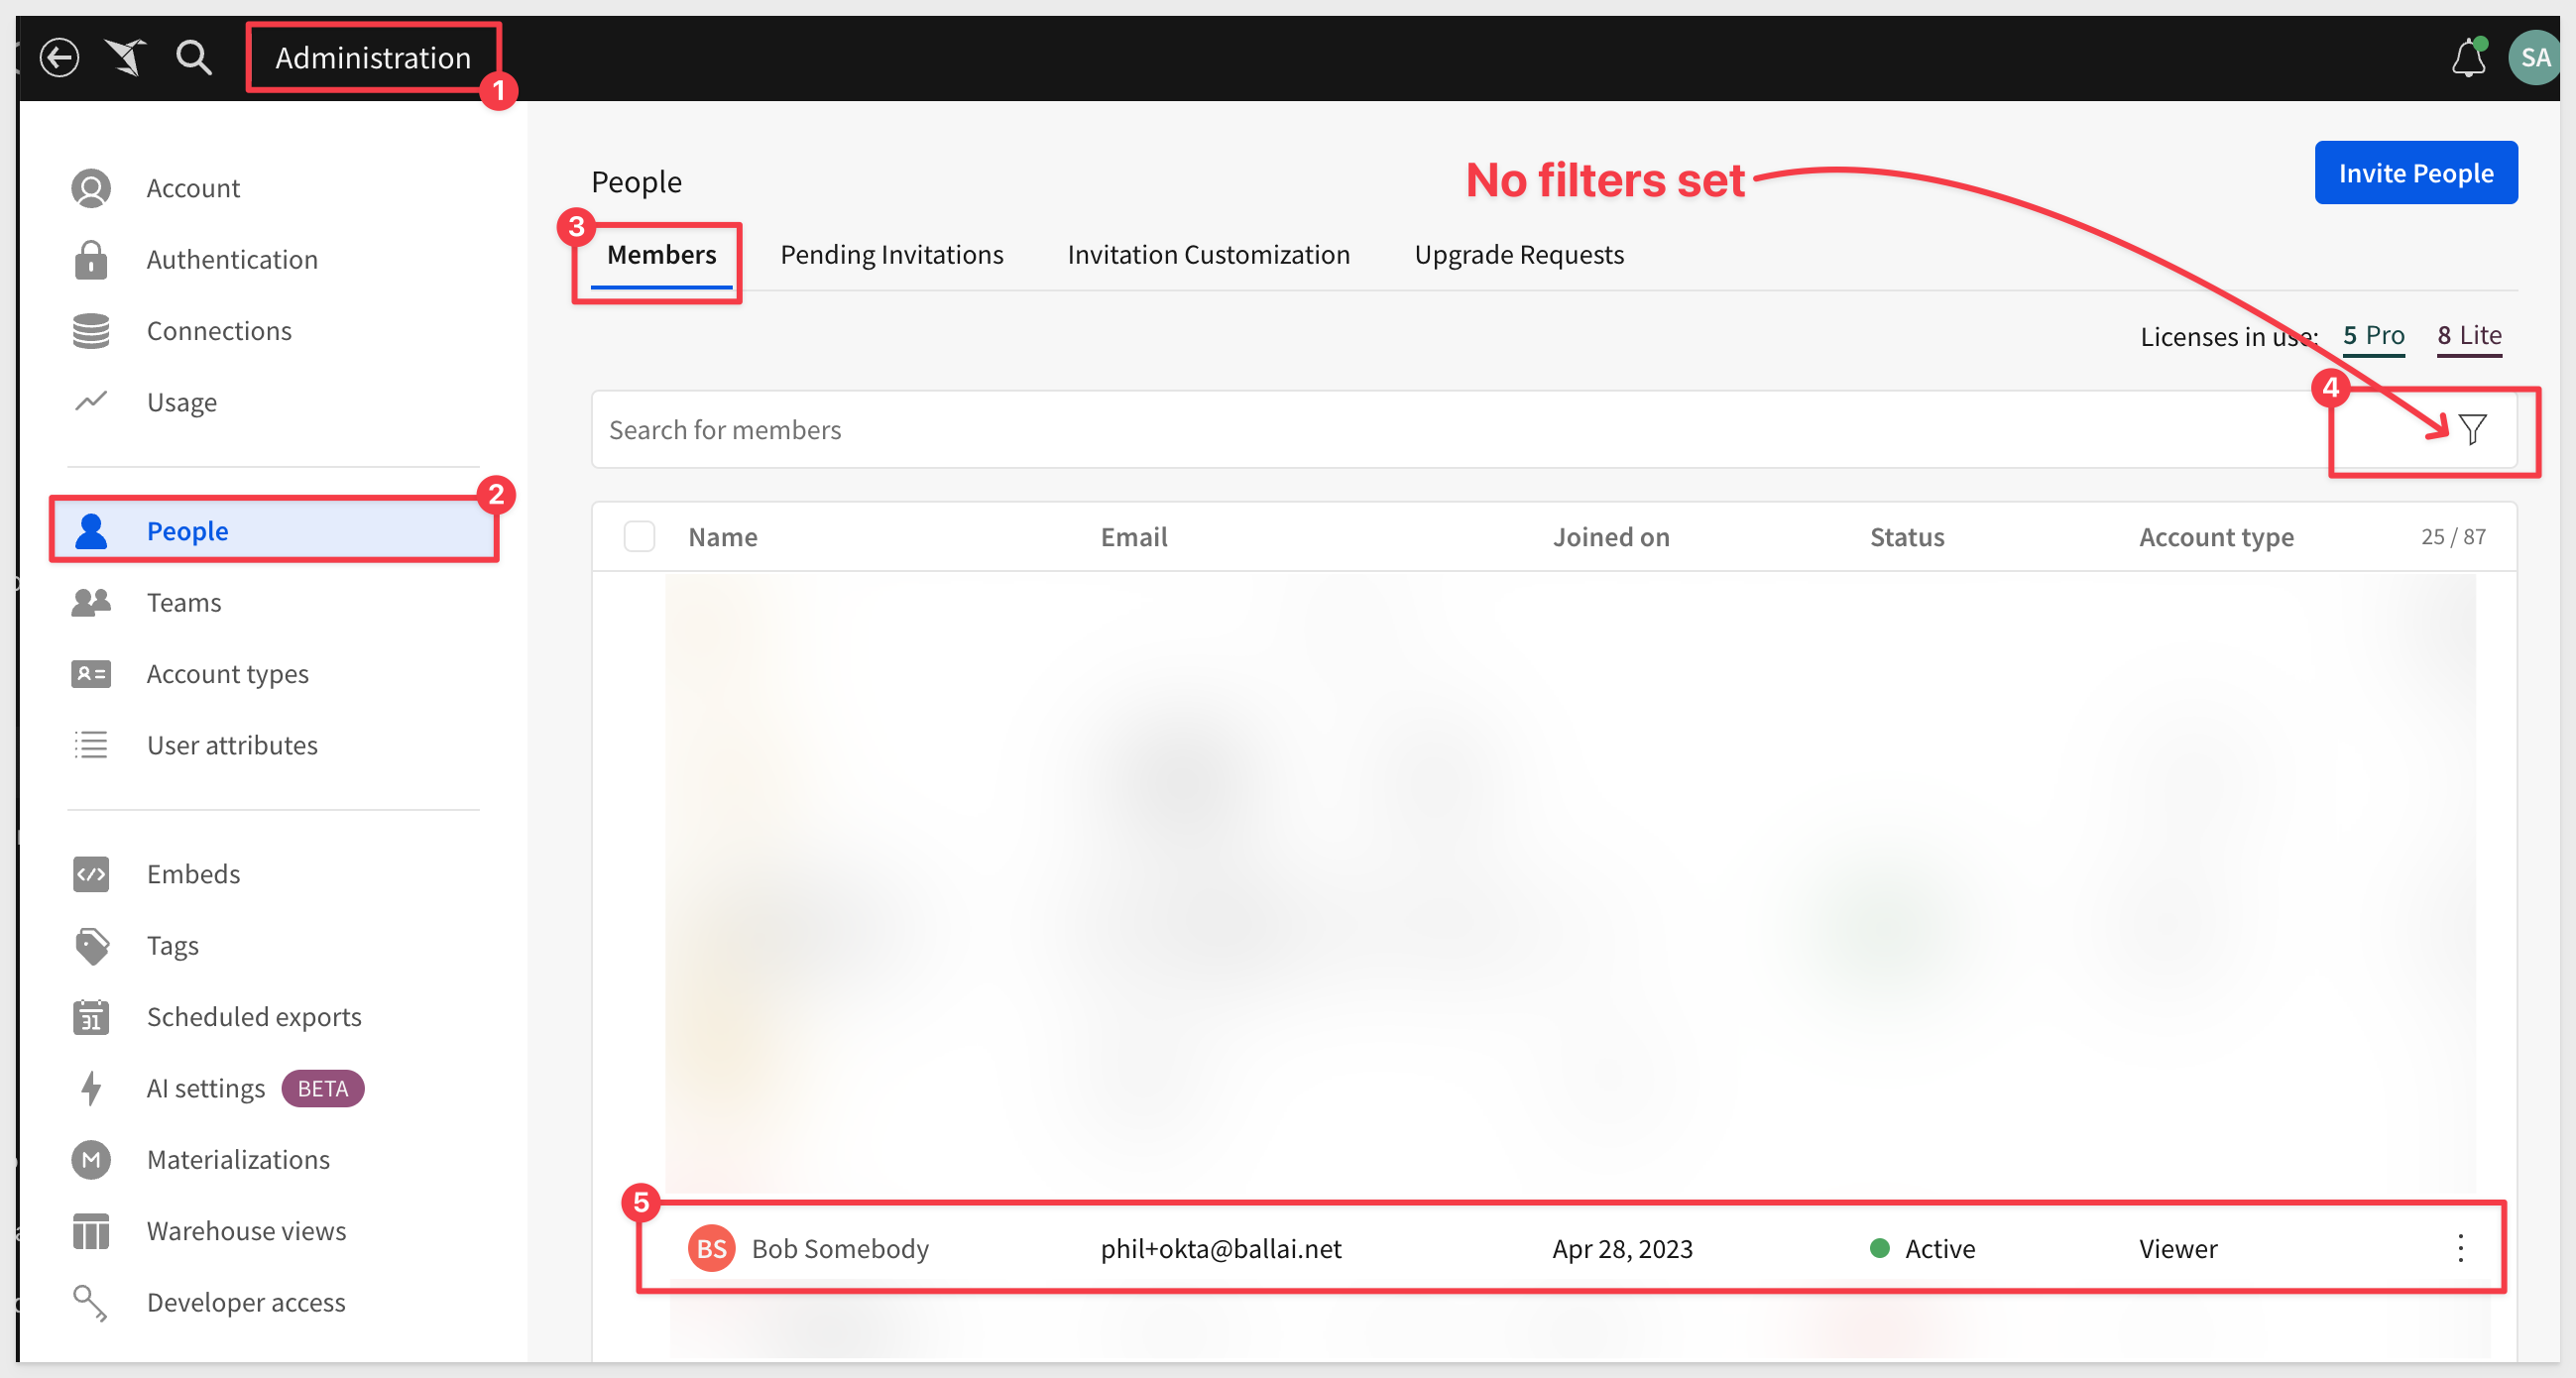 Administration
1
SA
Account
Authentication
Connections
Usage
2
People
Teams
Account types
User attributes
Embeds
Tags
31
Scheduled exports
AI settings BETA
M
Materializations
Warehouse views
Developer access
People
No filters set
Invite People
3
Members Pending Invitations Invitation Customization Upgrade Requests
Licenses in use: 5 Pro 8 Lite
4
Search for members
Name Email Joined on Status Account type 25 / 87
5
BS Bob Somebody phil+okta@ballai.net Apr 28, 2023 Active Viewer